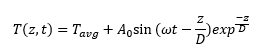 T(z,t) = T_avg + A_0 sin (ωt − z/D) exp^(−z/D)